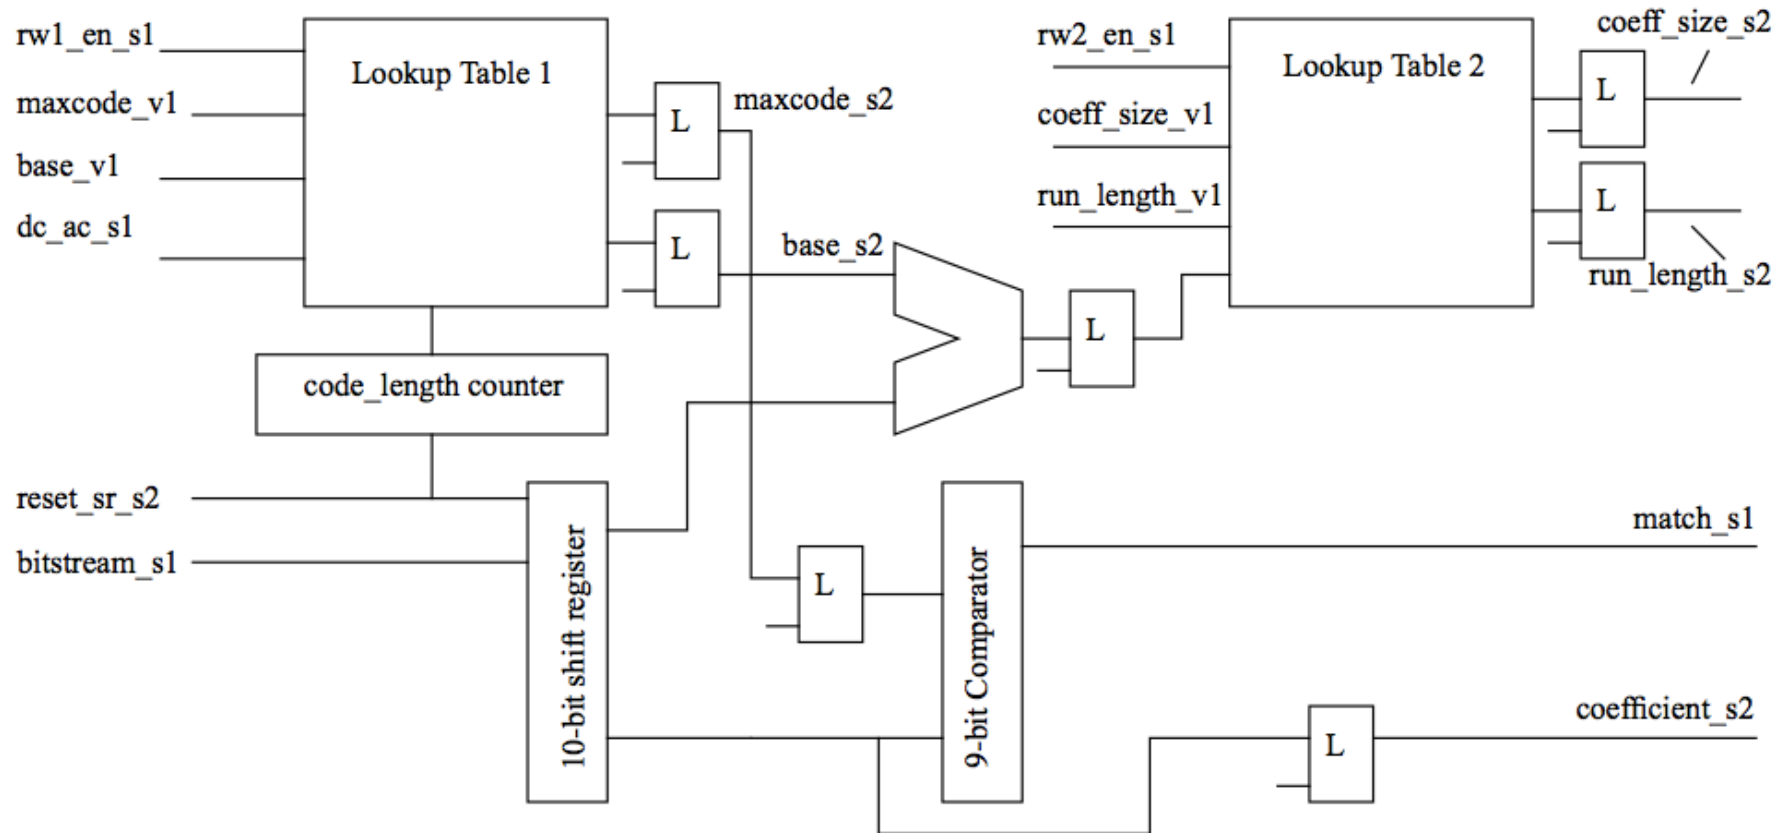 rw1_en_s1
maxcode_v1
base_v1
dc_ac_s1
Lookup Table 1
L
maxcode_s2
L
base_s2
rw2_en_s1
coeff_size_v1
run_length_v1
Lookup Table 2
L
coeff_size_s2
L
run_length_s2
L
code_length counter
reset_sr_s2
bitstream_s1
10-bit shift register
L
9-bit Comparator
match_s1
L
coefficient_s2